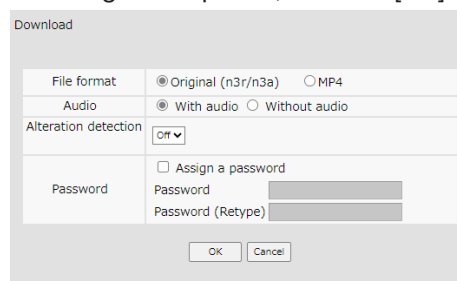 Download
File format Original (n3r/n3a) MP4
Audio With audio Without audio
Alteration detection Off
Assign a password
Password Password
Password (Retype)
OK Cancel